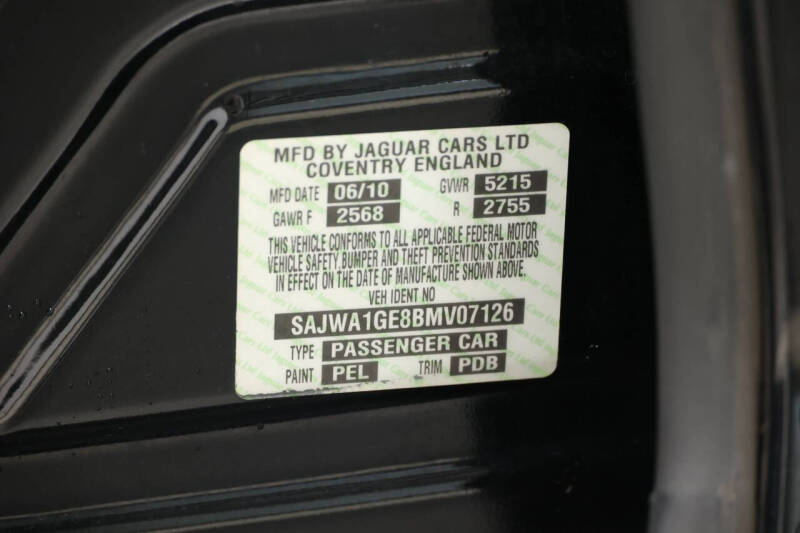 MFD BY JAGUAR CARS LTD
COVENTRY ENGLAND
MFD DATE 06/10 GVWR 5215
GAWR F 2568 R 2755
THIS VEHICLE CONFORMS TO ALL APPLICABLE FEDERAL MOTOR
VEHICLE SAFETY, BUMPER AND THEFT PREVENTION STANDARDS
IN EFFECT ON THE DATE OF MANUFACTURE SHOWN ABOVE.
VEH IDENT NO
SAJWA1GE8BMV07126
TYPE PASSENGER CAR
PAINT PEL TRIM PDB